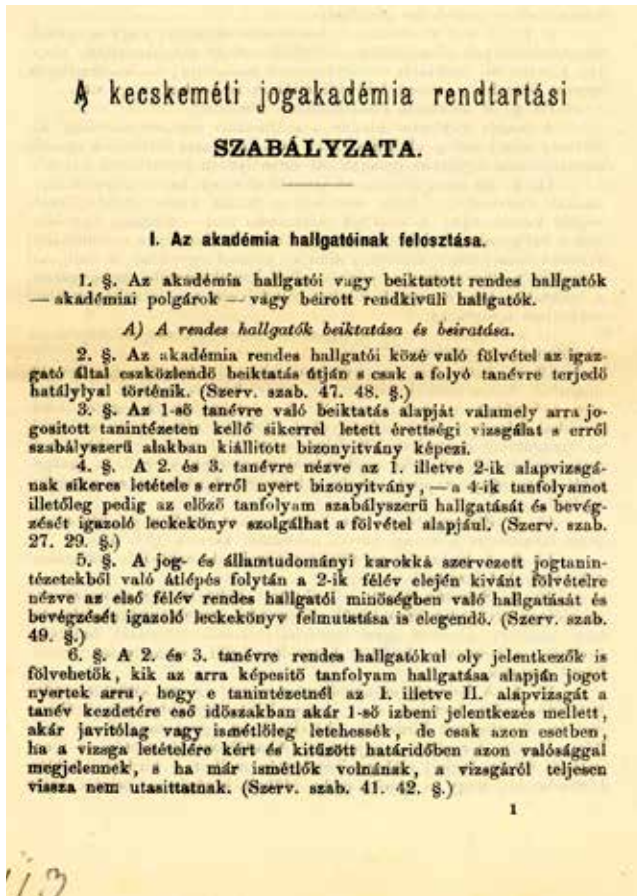 A kecskeméti jogakadémia rendtartási
SZABÁLYZATA.
I. Az akadémia hallgatóinak felosztása.
1. §. Az akadémia hallgatói vagy beiktatott rendes hallgatók
— akadémiai polgárok — vagy beirott rendkivüli hallgatók.
A) A rendes hallgatók beiktatása és beiratása.
2. §. Az akadémia rendes hallgatói közé való fölvétel az igaz-
gató által eszközlendő beiktatás útján s csak a folyó tanévre terjedő
hatálylyal történik. (Szerv. szab. 47. 48. §.)
3. §. Az 1-ső tanévre való beiktatás alapját valamely arra jo-
gositott tanintézeten kellő sikerrel letett érettségi vizsgálat s erről
szabályszerű alakban kiállitott bizonyitvány képezi.
4. §. A 2. és 3. tanévre nézve az I. illetve 2-ik alapvizsgá-
nak sikeres letétele s erről nyert bizonyitvány, — a 4-ik tanfolyamot
illetőleg pedig az előző tanfolyam szabályszerű hallgatását és bevég-
zését igazoló leckekönyv szolgálhat a fölvétel alapjául. (Szerv. szab.
27. 29. §.)
5. §. A jog- és államtudományi karokká szervezett jogtanin-
tézetekből való átlépés folytán a 2-ik félév elején kivánt fölvételre
nézve az első félév rendes hallgatói minőségben való hallgatását és
bevégzését igazoló leckekönyv felmutatása is elegendő. (Szerv. szab.
49. §.)
6. §. A 2. és 3. tanévre rendes hallgatókul oly jelentkezők is
fölvehetők, kik az arra képesitő tanfolyam hallgatása alapján jogot
nyertek arra, hogy e tanintézetnél az I. illetve II. alapvizsgát a
tanév kezdetére eső időszakban akár 1-ső izbeni jelentkezés mellett,
akár javitólag vagy ismétlőleg letehessék, de csak azon esetben,
ha a vizsga letételére kért és kitűzött határidőben azon valósággal
megjelennek, s ha már ismétlők volnának, a vizsgáról teljesen
vissza nem utasittatnak. (Szerv. szab. 41. 42. §.)
1